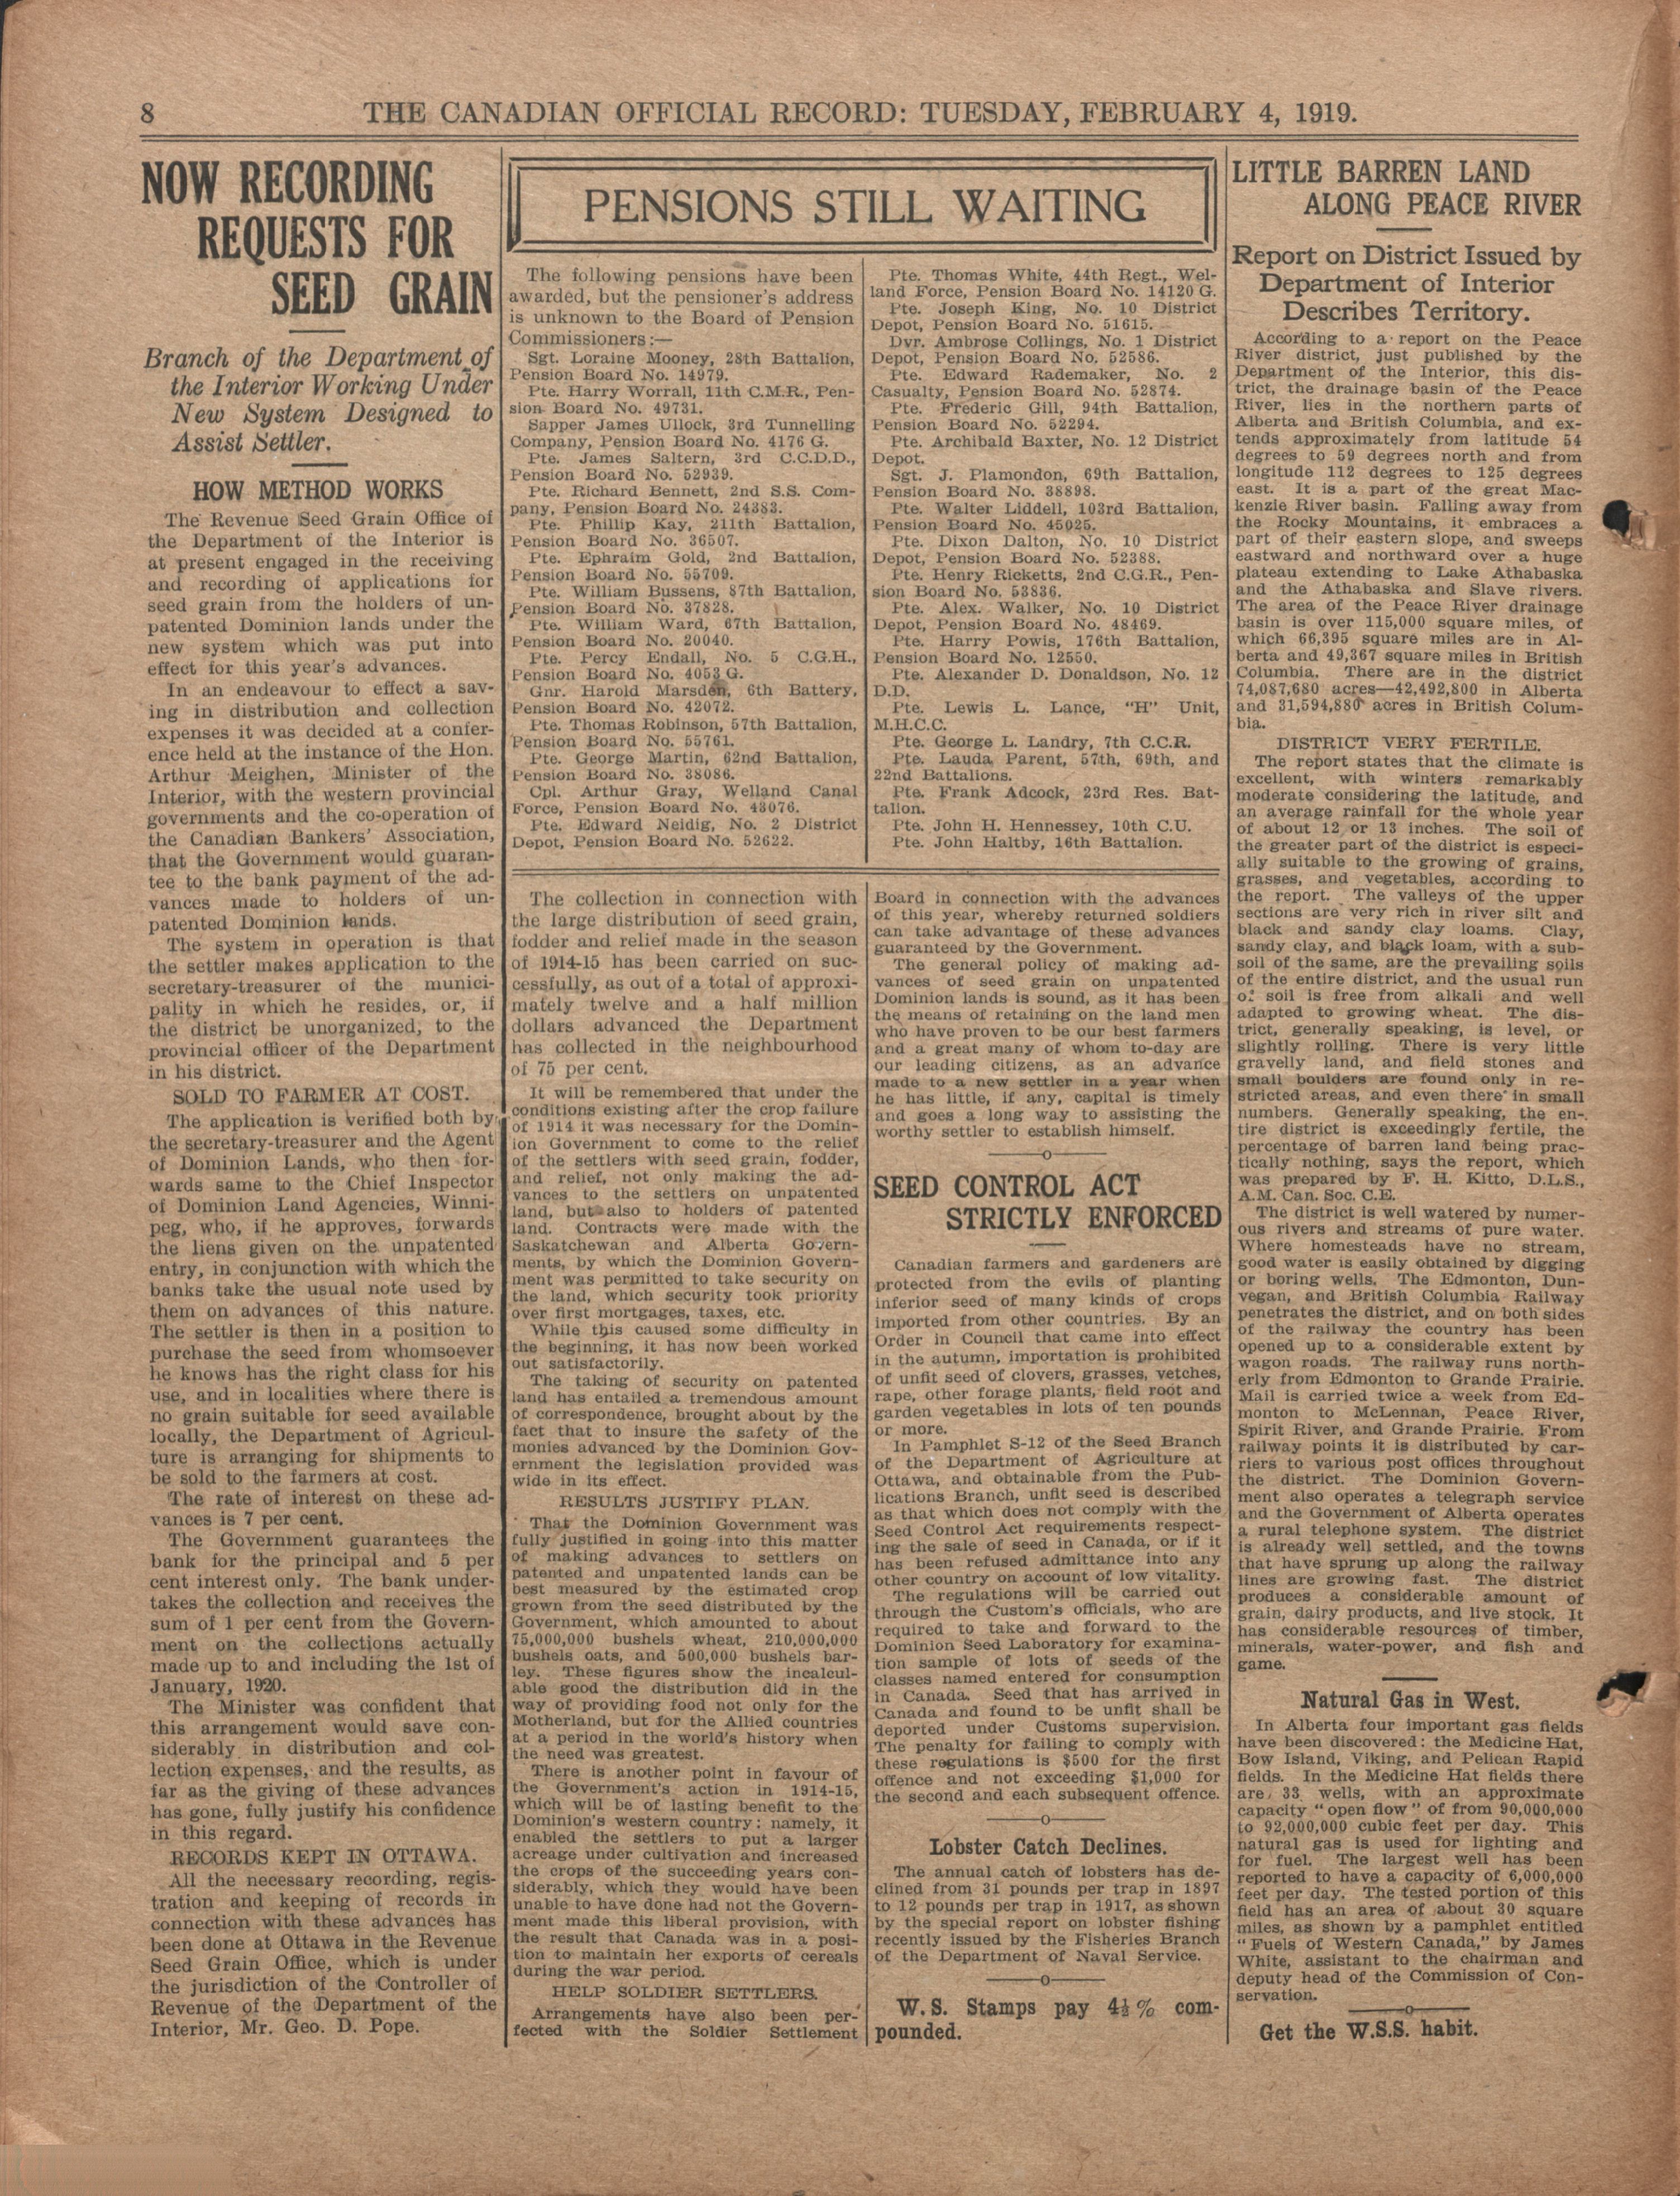 8
THE CANADIAN OFFICIAL RECORD: TUESDAY, FEBRUARY 4, 1919.
NOW RECORDING
REQUESTS FOR
SEED GRAIN
Branch of the Department of
the Interior Working Under
New System Designed to
Assist Settler.
HOW METHOD WORKS
The Revenue Seed Grain Office of
the Department of the Interior is
at present engaged in the receiving
and recording of applications for
seed grain from the holders of un-
patented Dominion lands under the
new system which was put into
effect for this year's advances.
In an endeavour to effect a sav-
ing in distribution and collection
expenses it was decided at a confer-
ence held at the instance of the Hon.
Arthur Meighen, Minister of the
Interior, with the western provincial
governments and the co-operation of
the Canadian Bankers' Association,
that the Government would guaran-
tee to the bank payment of the ad-
vances made to holders of un-
patented Dominion lands.
The system in operation is that
the settler makes application to the
secretary-treasurer of the munici-
pality in which he resides, or, if
the district be unorganized, to the
provincial officer of the Department
in his district.
SOLD TO FARMER AT COST.
The application is verified both by
the secretary-treasurer and the Agent
of Dominion Lands, who then for-
wards same to the Chief Inspector
of Dominion Land Agencies, Winni-
peg, who, if he approves, forwards
the liens given on the unpatented
entry, in conjunction with which the
banks take the usual note used by
them on advances of this nature.
The settler is then in a position to
purchase the seed from whomsoever
he knows has the right class for his
use, and in localities where there is
no grain suitable for seed available
locally, the Department of Agricul-
ture is arranging for shipments to
be sold to the farmers at cost.
The rate of interest on these ad-
vances is 7 per cent.
The Government guarantees the
bank for the principal and 5 per
cent interest only. The bank under-
takes the collection and receives the
sum of 1 per cent from the Govern-
ment on the collections actually
made up to and including the 1st of
January, 1920.
The Minister was confident that
this arrangement would save con-
siderably in distribution and col-
lection expenses, and the results, as
far as the giving of these advances
has gone, fully justify his confidence
in this regard.
RECORDS KEPT IN OTTAWA.
All the necessary recording, regis-
tration and keeping of records in
connection with these advances has
been done at Ottawa in the Revenue
Seed Grain Office, which is under
the jurisdiction of the Controller of
Revenue of the Department of the
Interior, Mr. Geo. D. Pope.
PENSIONS STILL WAITING
The following pensions have been
awarded, but the pensioner's address
is unknown to the Board of Pension
Commissioners:—
Sgt. Loraine Mooney, 28th Battalion,
Pension Board No. 14979.
Pte. Harry Worrall, 11th C.M.R., Pen-
sion Board No. 49731.
Sapper James Ullock, 3rd Tunnelling
Company, Pension Board No. 4176 G.
Pte. James Saltern, 3rd C.C.D.D.,
Pension Board No. 52939.
Pte. Richard Bennett, 2nd S.S. Com-
pany, Pension Board No. 24383.
Pte. Phillip Kay, 211th Battalion,
Pension Board No. 36507.
Pte. Ephraim Gold, 2nd Battalion,
Pension Board No. 55709.
Pte. William Bussens, 87th Battalion,
Pension Board No. 37828.
Pte. William Ward, 67th Battalion,
Pension Board No. 20040.
Pte. Percy Endall, No. 5 C.G.H.,
Pension Board No. 4053 G.
Gnr. Harold Marsden, 6th Battery,
Pension Board No. 42072.
Pte. Thomas Robinson, 57th Battalion,
Pension Board No. 55761.
Pte. George Martin, 62nd Battalion,
Pension Board No. 38086.
Cpl. Arthur Gray, Welland Canal
Force, Pension Board No. 43076.
Pte. Edward Neidig, No. 2 District
Depot, Pension Board No. 52622.
Pte. Thomas White, 44th Regt., Wel-
land Force, Pension Board No. 14120 G.
Pte. Joseph King, No. 10 District
Depot, Pension Board No. 51615.
Dvr. Ambrose Collings, No. 1 District
Depot, Pension Board No. 52586.
Pte. Edward Rademaker, No. 2
Casualty, Pension Board No. 52874.
Pte. Frederic Gill, 94th Battalion,
Pension Board No. 52294.
Pte. Archibald Baxter, No. 12 District
Depot.
Sgt. J. Plamondon, 69th Battalion,
Pension Board No. 38898.
Pte. Walter Liddell, 103rd Battalion,
Pension Board No. 45025.
Pte. Dixon Dalton, No. 10 District
Depot, Pension Board No. 52388.
Pte. Henry Ricketts, 2nd C.G.R., Pen-
sion Board No. 53836.
Pte. Alex. Walker, No. 10 District
Depot, Pension Board No. 48469.
Pte. Harry Powis, 176th Battalion,
Pension Board No. 12550.
Pte. Alexander D. Donaldson, No. 12
D.D.
Pte. Lewis L. Lance, "H" Unit,
M.H.C.C.
Pte. George L. Landry, 7th C.C.R.
Pte. Lauda Parent, 57th, 69th, and
22nd Battalions.
Pte. Frank Adcock, 23rd Res. Bat-
talion.
Pte. John H. Hennessey, 10th C.U.
Pte. John Haltby, 16th Battalion.
The collection in connection with
the large distribution of seed grain,
fodder and relief made in the season
of 1914-15 has been carried on suc-
cessfully, as out of a total of approxi-
mately twelve and a half million
dollars advanced the Department
has collected in the neighbourhood
of 75 per cent.
It will be remembered that under the
conditions existing after the crop failure
of 1914 it was necessary for the Domin-
ion Government to come to the relief
of the settlers with seed grain, fodder,
and relief, not only making the ad-
vances to the settlers on unpatented
land, but also to holders of patented
land. Contracts were made with the
Saskatchewan and Alberta Govern-
ments, by which the Dominion Govern-
ment was permitted to take security on
the land, which security took priority
over first mortgages, taxes, etc.
While this caused some difficulty in
the beginning, it has now been worked
out satisfactorily.
The taking of security on patented
land has entailed a tremendous amount
of correspondence, brought about by the
fact that to insure the safety of the
monies advanced by the Dominion Gov-
ernment the legislation provided was
wide in its effect.
RESULTS JUSTIFY PLAN.
That the Dominion Government was
fully justified in going into this matter
of making advances to settlers on
patented and unpatented lands can be
best measured by the estimated crop
grown from the seed distributed by the
Government, which amounted to about
75,000,000 bushels wheat, 210,000,000
bushels oats, and 500,000 bushels bar-
ley. These figures show the incalcul-
able good the distribution did in the
way of providing food not only for the
Motherland, but for the Allied countries
at a period in the world's history when
the need was greatest.
There is another point in favour of
the Government's action in 1914-15,
which will be of lasting benefit to the
Dominion's western country: namely, it
enabled the settlers to put a larger
acreage under cultivation and increased
the crops of the succeeding years con-
siderably, which they would have been
unable to have done had not the Govern-
ment made this liberal provision, with
the result that Canada was in a posi-
tion to maintain her exports of cereals
during the war period.
HELP SOLDIER SETTLERS.
Arrangements have also been per-
fected with the Soldier Settlement
Board in connection with the advances
of this year, whereby returned soldiers
can take advantage of these advances
guaranteed by the Government.
The general policy of making ad-
vances of seed grain on unpatented
Dominion lands is sound, as it has been
the means of retaining on the land men
who have proven to be our best farmers
and a great many of whom to-day are
our leading citizens, as an advance
made to a new settler in a year when
he has little, if any, capital is timely
and goes a long way to assisting the
worthy settler to establish himself.
SEED CONTROL ACT
STRICTLY ENFORCED
Canadian farmers and gardeners are
protected from the evils of planting
inferior seed of many kinds of crops
imported from other countries. By an
Order in Council that came into effect
in the autumn, importation is prohibited
of unfit seed of clovers, grasses, vetches,
rape, other forage plants, field root and
garden vegetables in lots of ten pounds
or more.
In Pamphlet S-12 of the Seed Branch
of the Department of Agriculture at
Ottawa, and obtainable from the Pub-
lications Branch, unfit seed is described
as that which does not comply with the
Seed Control Act requirements respect-
ing the sale of seed in Canada, or if it
has been refused admittance into any
other country on account of low vitality.
The regulations will be carried out
through the Custom's officials, who are
required to take and forward to the
Dominion Seed Laboratory for examina-
tion sample of lots of seeds of the
classes named entered for consumption
in Canada. Seed that has arrived in
Canada and found to be unfit shall be
deported under Customs supervision.
The penalty for failing to comply with
these regulations is $500 for the first
offence and not exceeding $1,000 for
the second and each subsequent offence.
Lobster Catch Declines.
The annual catch of lobsters has de-
clined from 31 pounds per trap in 1897
to 12 pounds per trap in 1917, as shown
by the special report on lobster fishing
recently issued by the Fisheries Branch
of the Department of Naval Service.
W.S. Stamps pay 4½% com-
pounded.
LITTLE BARREN LAND
ALONG PEACE RIVER
Report on District Issued by
Department of Interior
Describes Territory.
According to a report on the Peace
River district, just published by the
Department of the Interior, this dis-
trict, the drainage basin of the Peace
River, lies in the northern parts of
Alberta and British Columbia, and ex-
tends approximately from latitude 54
degrees to 59 degrees north and from
longitude 112 degrees to 125 degrees
east. It is a part of the great Mac-
kenzie River basin. Falling away from
the Rocky Mountains, it embraces a
part of their eastern slope, and sweeps
eastward and northward over a huge
plateau extending to Lake Athabaska
and the Athabaska and Slave rivers.
The area of the Peace River drainage
basin is over 115,000 square miles, of
which 66,395 square miles are in Al-
berta and 49,367 square miles in British
Columbia. There are in the district
74,087,680 acres—42,492,800 in Alberta
and 31,594,880 acres in British Colum-
bia.
DISTRICT VERY FERTILE.
The report states that the climate is
excellent, with winters remarkably
moderate considering the latitude, and
an average rainfall for the whole year
of about 12 or 13 inches. The soil of
the greater part of the district is especi-
ally suitable to the growing of grains,
grasses, and vegetables, according to
the report. The valleys of the upper
sections are very rich in river silt and
black and sandy clay loams. Clay,
sandy clay, and black loam, with a sub-
soil of the same, are the prevailing soils
of the entire district, and the usual run
of soil is free from alkali and well
adapted to growing wheat. The dis-
trict, generally speaking, is level, or
slightly rolling. There is very little
gravelly land, and field stones and
small boulders are found only in re-
stricted areas, and even there in small
numbers. Generally speaking, the en-
tire district is exceedingly fertile, the
percentage of barren land being prac-
tically nothing, says the report, which
was prepared by F. H. Kitto, D.L.S.,
A.M. Can. Soc. C.E.
The district is well watered by numer-
ous rivers and streams of pure water.
Where homesteads have no stream,
good water is easily obtained by digging
or boring wells. The Edmonton, Dun-
vegan, and British Columbia Railway
penetrates the district, and on both sides
of the railway the country has been
opened up to a considerable extent by
wagon roads. The railway runs north-
erly from Edmonton to Grande Prairie.
Mail is carried twice a week from Ed-
monton to McLennan, Peace River,
Spirit River, and Grande Prairie. From
railway points it is distributed by car-
riers to various post offices throughout
the district. The Dominion Govern-
ment also operates a telegraph service
and the Government of Alberta operates
a rural telephone system. The district
is already well settled, and the towns
that have sprung up along the railway
lines are growing fast. The district
produces a considerable amount of
grain, dairy products, and live stock. It
has considerable resources of timber,
minerals, water-power, and fish and
game.
Natural Gas in West.
In Alberta four important gas fields
have been discovered: the Medicine Hat,
Bow Island, Viking, and Pelican Rapid
fields. In the Medicine Hat fields there
are 33 wells, with an approximate
capacity "open flow" of from 90,000,000
to 92,000,000 cubic feet per day. This
natural gas is used for lighting and
for fuel. The largest well has been
reported to have a capacity of 6,000,000
feet per day. The tested portion of this
field has an area of about 30 square
miles, as shown by a pamphlet entitled
"Fuels of Western Canada," by James
White, assistant to the chairman and
deputy head of the Commission of Con-
servation.
Get the W.S.S. habit.